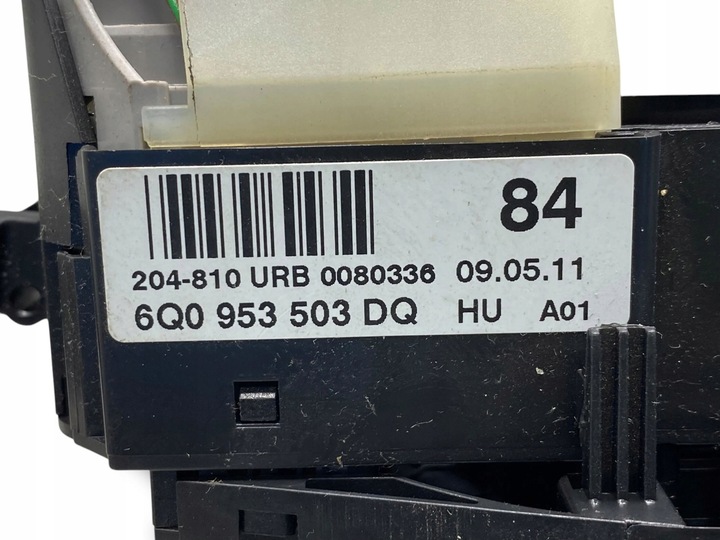 84
204-810 URB 0080336 09.05.11
6Q0 953 503 DQ HU A01